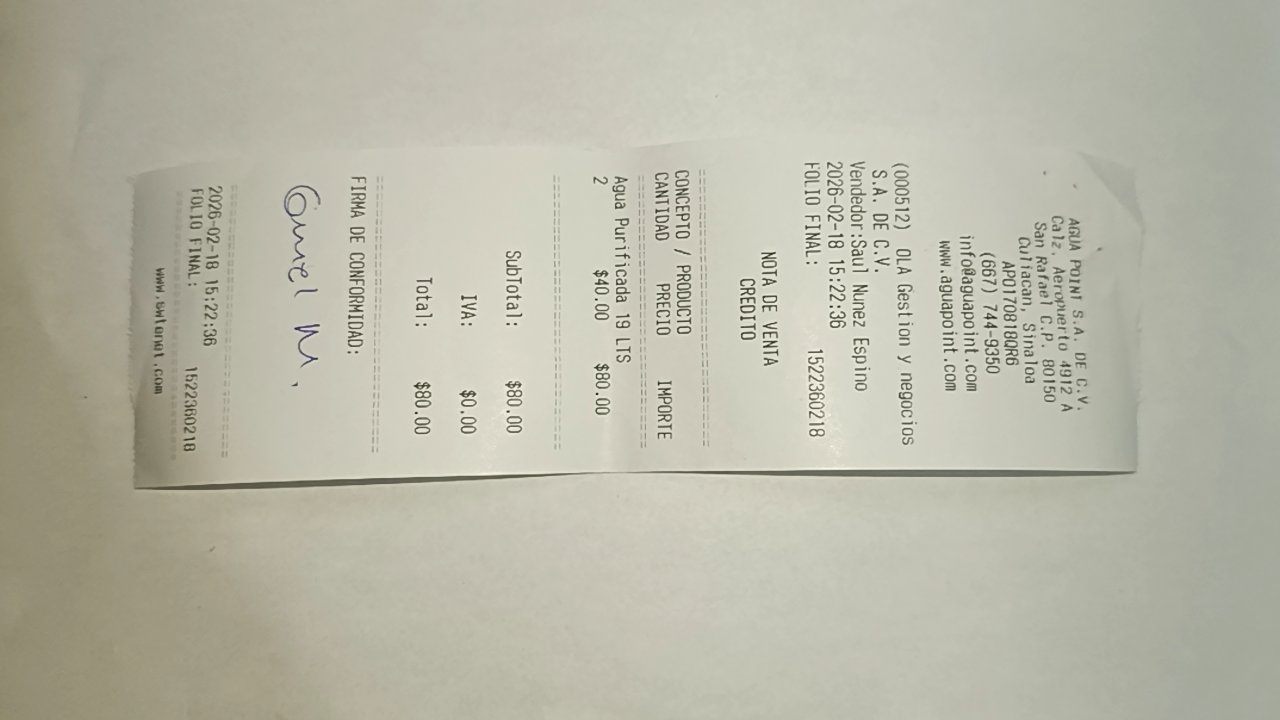 AGUA POINT S.A. DE C.V.
Calz. Aeropuerto 4912 A
San Rafael C.P. 80150
Culiacan, Sinaloa
APO170818QR6
(667) 744-9350
info@aguapoint.com
www.aguapoint.com
(000512) OLA Gestion y negocios
S.A. DE C.V.
Vendedor:Saul Nunez Espino
2026-02-18 15:22:36
FOLIO FINAL: 1522360218
NOTA DE VENTA
CREDITO
CONCEPTO / PRODUCTO
CANTIDAD PRECIO IMPORTE
Agua Purificada 19 LTS
2 $40.00 $80.00
SubTotal: $80.00
IVA: $0.00
Total: $80.00
FIRMA DE CONFORMIDAD:
2026-02-18 15:22:36
FOLIO FINAL: 1522360218